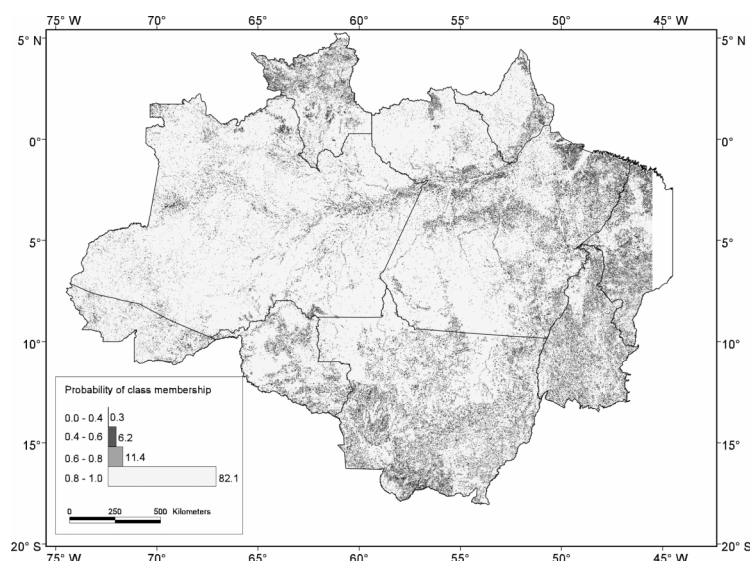 75° W 70° 65° 60° 55° 50° 45° W
5° N 5° N
0° 0°
5° 5°
10° 10°
Probability of class membership
0.0 - 0.4 0.3
0.4 - 0.6 6.2
0.6 - 0.8 11.4
0.8 - 1.0 82.1
15° 15°
0 250 500 Kilometers
20° S 20° S
75° W 70° 65° 60° 55° 50° 45° W